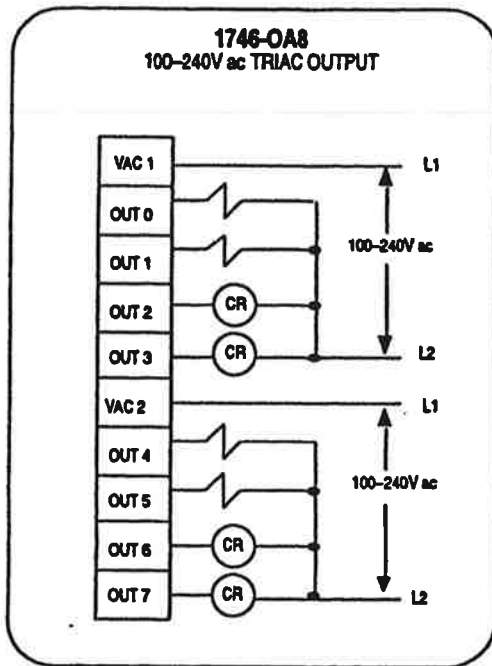 1746-OA8
100–240V ac TRIAC OUTPUT
VAC 1
L1
OUT 0
OUT 1
100–240V ac
OUT 2
CR
OUT 3
CR
L2
VAC 2
L1
OUT 4
OUT 5
100–240V ac
OUT 6
CR
OUT 7
CR
L2